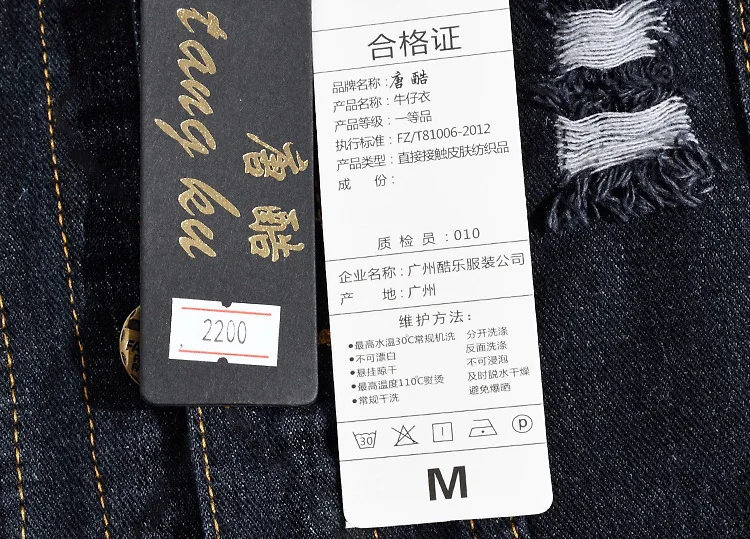 tang ku
唐酷
2200
合格证
品牌名称:唐酷
产品名称:牛仔衣
产品等级:一等品
执行标准:FZ/T81006-2012
产品类型:直接接触皮肤纺织品
成 份:
质检员:010
企业名称:广州酷乐服装公司
产 地:广州
维护方法:
•最高水温30℃常规机洗 分开洗涤
•不可漂白 反面洗涤
•悬挂晾干 不可浸泡
•最高温度110℃熨烫 及时脱水干燥
•常规干洗 避免爆晒
30
P
M